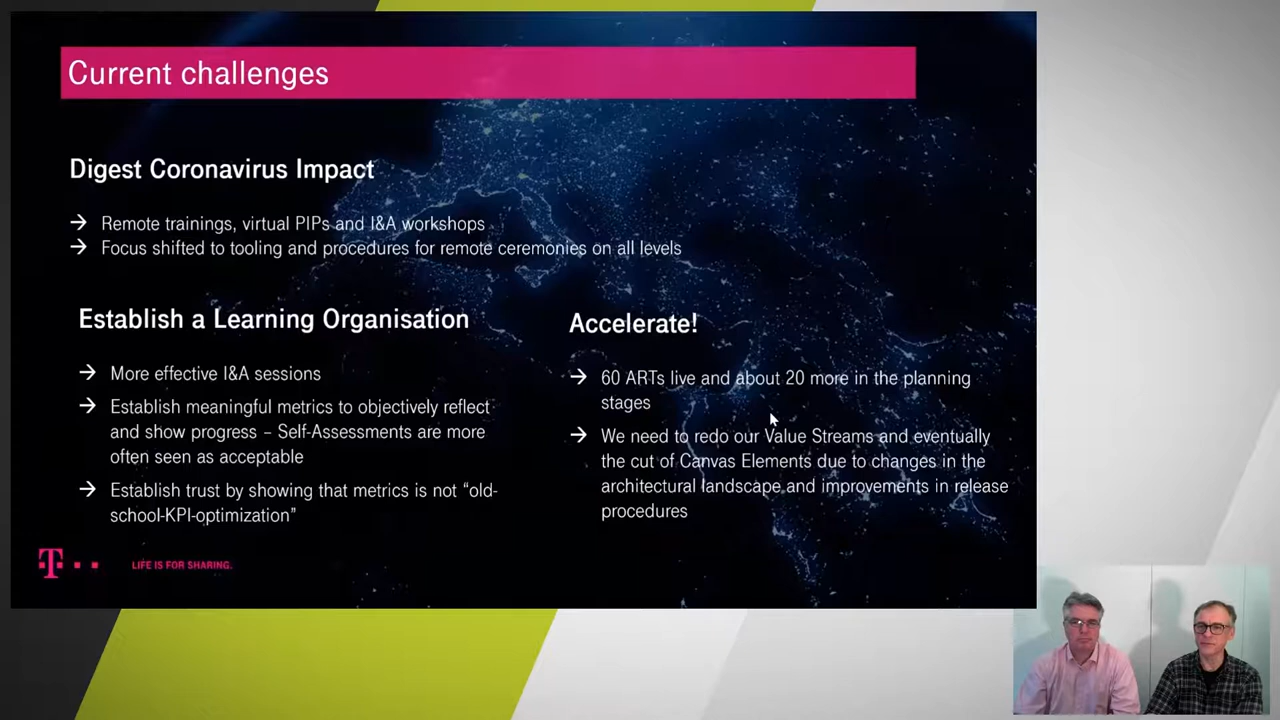 Current challenges
Digest Coronavirus Impact
→ Remote trainings, virtual PIPs and I&A workshops
→ Focus shifted to tooling and procedures for remote ceremonies on all levels
Establish a Learning Organisation
→ More effective I&A sessions
→ Establish meaningful metrics to objectively reflect
and show progress – Self-Assessments are more
often seen as acceptable
→ Establish trust by showing that metrics is not “old-
school-KPI-optimization”
Accelerate!
→ 60 ARTs live and about 20 more in the planning
stages
→ We need to redo our Value Streams and eventually
the cut of Canvas Elements due to changes in the
architectural landscape and improvements in release
procedures
T
LIFE IS FOR SHARING.